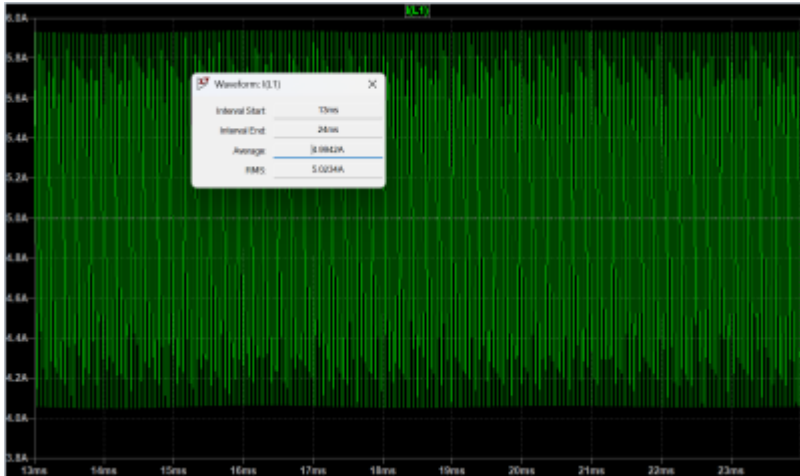 I(L1)
6.0A
5.8A
5.6A
5.4A
5.2A
5.0A
4.8A
4.6A
4.4A
4.2A
4.0A
3.8A
Waveform: I(L1)
Interval Start: 13ms
Interval End: 24ms
Average: 4.9842A
RMS: 5.0234A
13ms 14ms 15ms 16ms 17ms 18ms 19ms 20ms 21ms 22ms 23ms